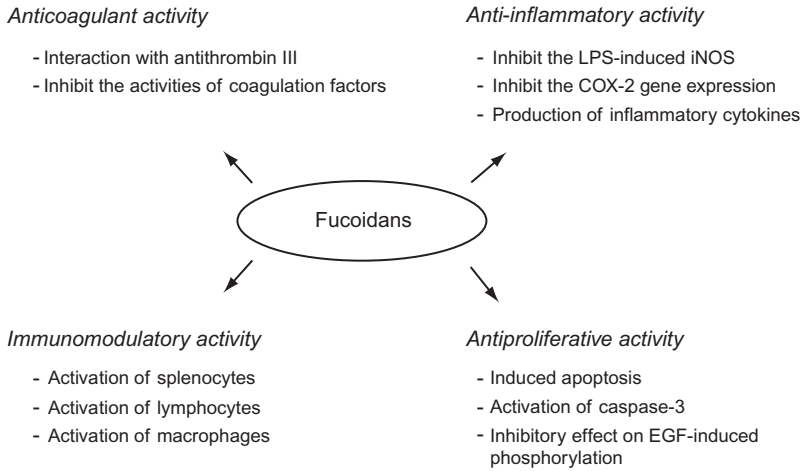 Anticoagulant activity
- Interaction with antithrombin III
- Inhibit the activities of coagulation factors
Anti-inflammatory activity
- Inhibit the LPS-induced iNOS
- Inhibit the COX-2 gene expression
- Production of inflammatory cytokines
Fucoidans
Immunomodulatory activity
- Activation of splenocytes
- Activation of lymphocytes
- Activation of macrophages
Antiproliferative activity
- Induced apoptosis
- Activation of caspase-3
- Inhibitory effect on EGF-induced
phosphorylation